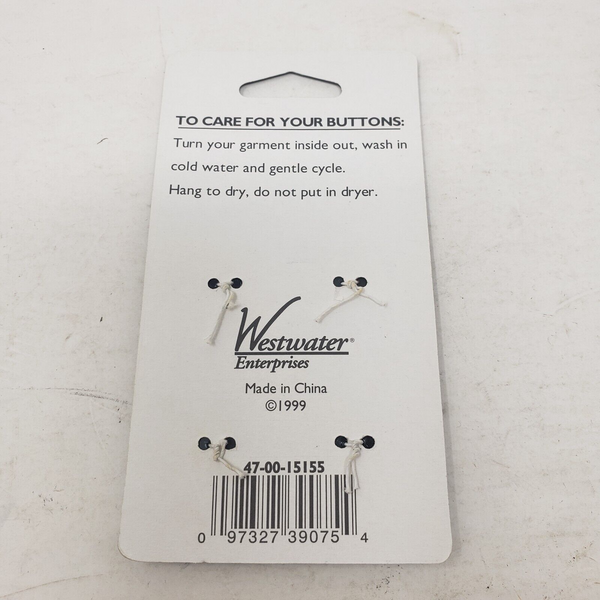 TO CARE FOR YOUR BUTTONS:
Turn your garment inside out, wash in
cold water and gentle cycle.
Hang to dry, do not put in dryer.
Westwater®
Enterprises
Made in China
©1999
47-00-15155
0 97327 39075 4